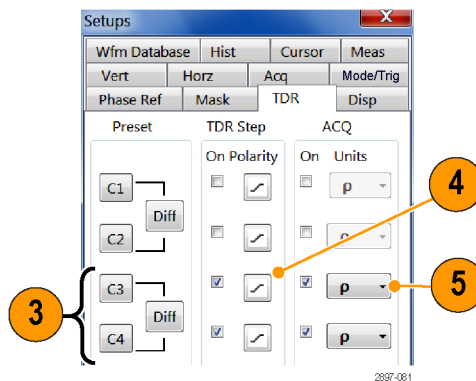 Setups
Wfm Database Hist Cursor Meas
Vert Horz Acq Mode/Trig
Phase Ref Mask TDR Disp
Preset TDR Step ACQ
On Polarity On Units
C1 ρ
Diff
C2 ρ
C3 ρ
Diff
C4 ρ
3
4
5
2897-081